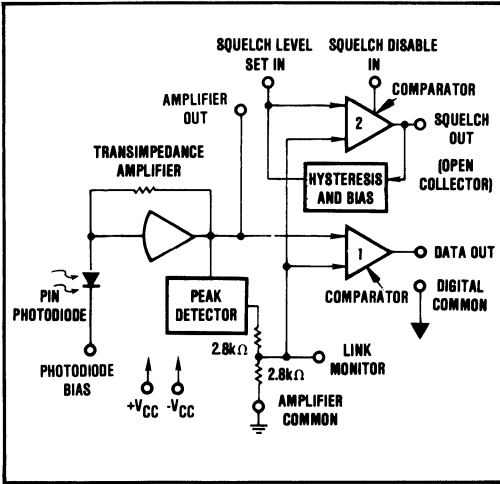 SQUELCH LEVEL
SET IN
SQUELCH DISABLE
IN
COMPARATOR
AMPLIFIER
OUT
2
SQUELCH
OUT
TRANSIMPEDANCE
AMPLIFIER
(OPEN
COLLECTOR)
HYSTERESIS
AND BIAS
1
DATA OUT
PIN
PHOTODIODE
PEAK
DETECTOR
COMPARATOR
DIGITAL
COMMON
2.8kΩ
LINK
MONITOR
PHOTODIODE
BIAS
2.8kΩ
+VCC
-VCC
AMPLIFIER
COMMON